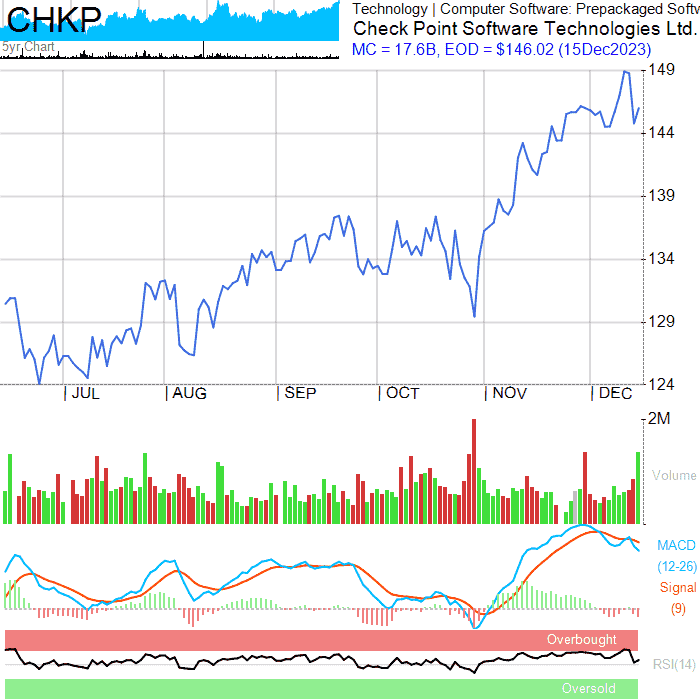 CHKP
5yr. Chart
Technology | Computer Software: Prepackaged Softw
Check Point Software Technologies Ltd.
MC = 17.6B, EOD = $146.02 (15Dec2023)
149
144
139
134
129
124
JUL
AUG
SEP
OCT
NOV
DEC
2M
Volume
MACD
(12-26)
Signal
(9)
Overbought
RSI(14)
Oversold